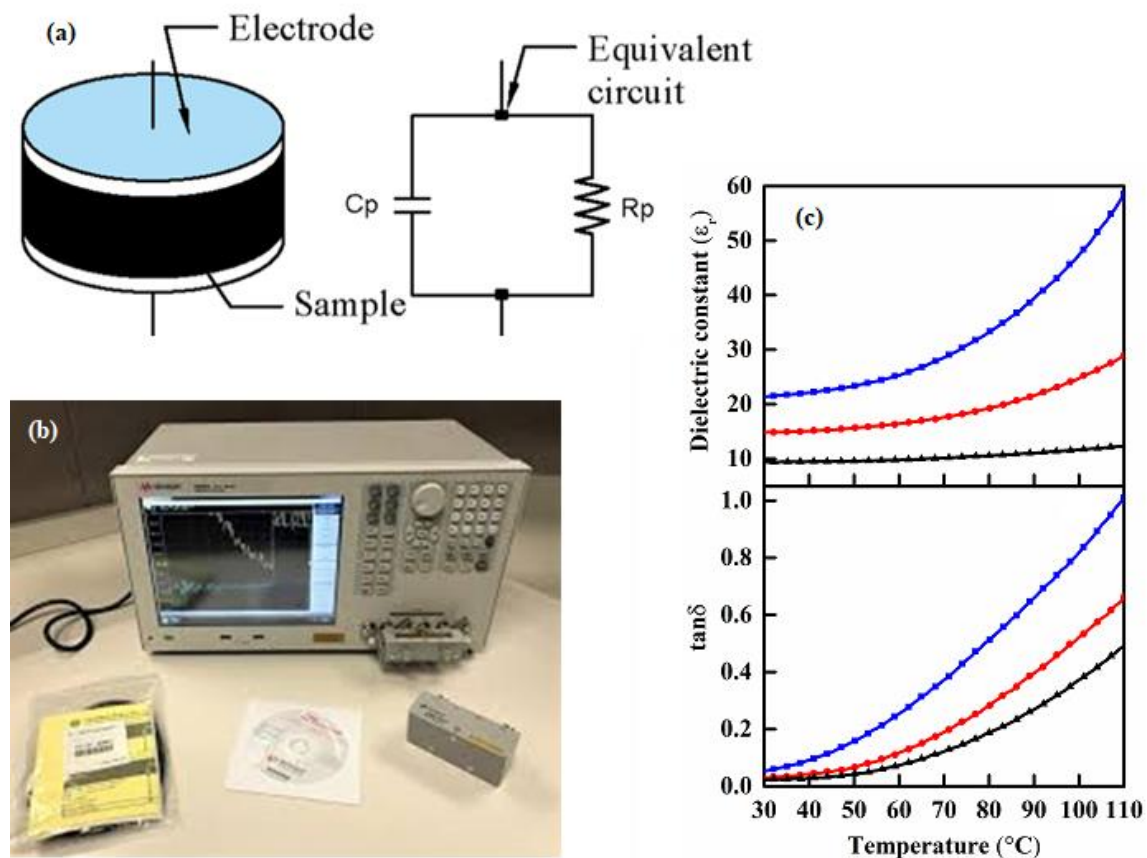 (a)
Electrode
Equivalent
circuit
Cp
Rp
Sample
(b)
(c)
Dielectric constant (εr)
60
50
40
30
20
10
tanδ
1.0
0.8
0.6
0.4
0.2
0.0
30 40 50 60 70 80 90 100 110
Temperature (°C)